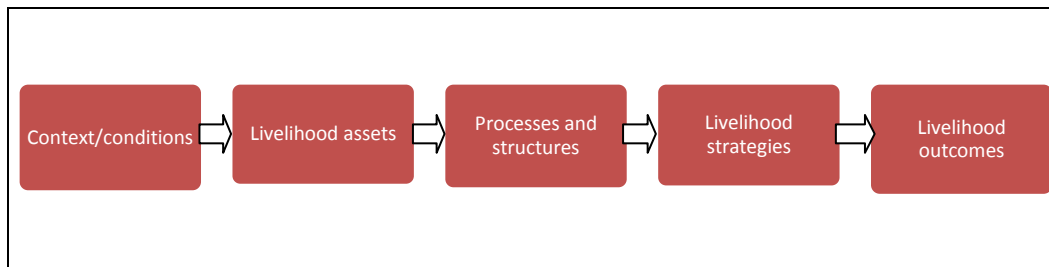 Context/conditions
Livelihood assets
Processes and
structures
Livelihood
strategies
Livelihood
outcomes